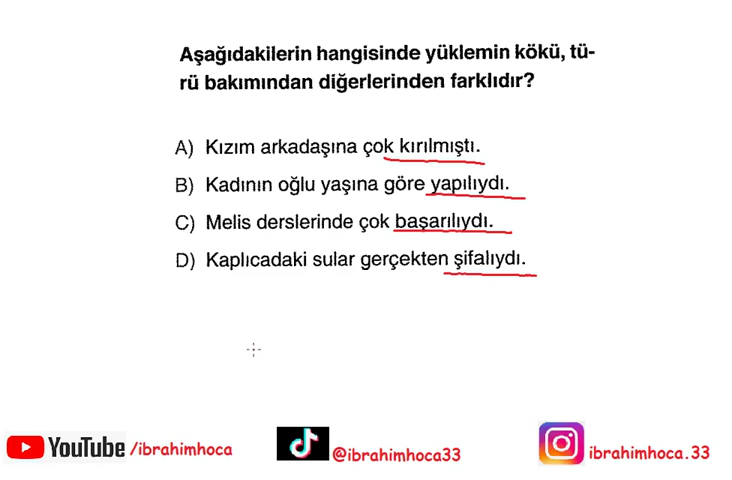 Aşağıdakilerin hangisinde yüklemin kökü, tü-
rü bakımından diğerlerinden farklıdır?
A) Kızım arkadaşına çok kırılmıştı.
B) Kadının oğlu yaşına göre yapılıydı.
C) Melis derslerinde çok başarılıydı.
D) Kaplıcadaki sular gerçekten şifalıydı.
YouTube /ibrahimhoca
@ibrahimhoca33
ibrahimhoca.33